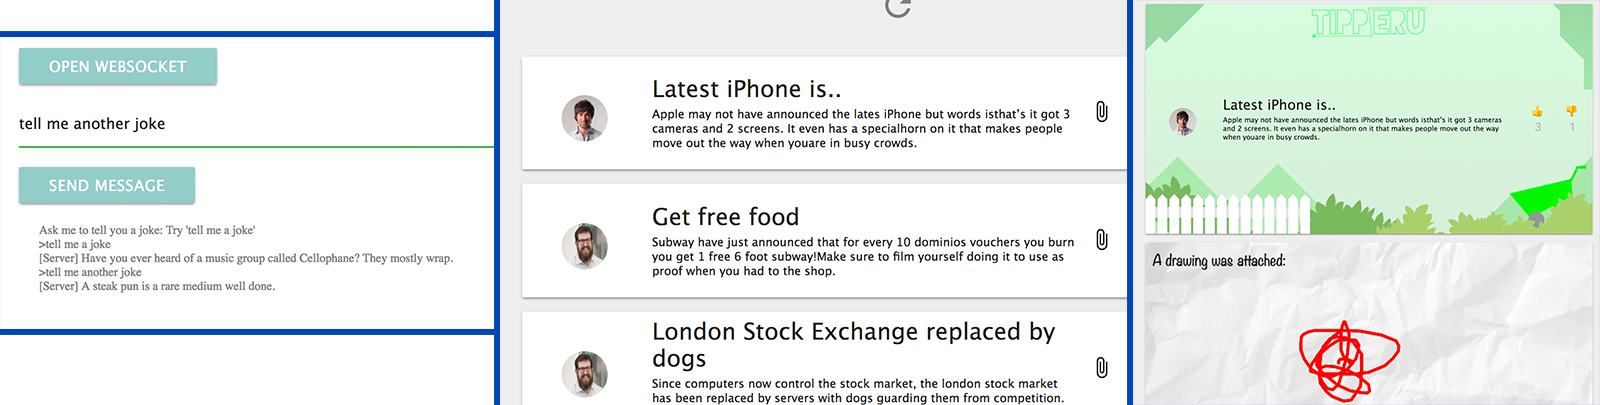 OPEN WEBSOCKET
tell me another joke
SEND MESSAGE
Ask me to tell you a joke: Try 'tell me a joke'
>tell me a joke
[Server] Have you ever heard of a music group called Cellophane? They mostly wrap.
>tell me another joke
[Server] A steak pun is a rare medium well done.
Latest iPhone is..
Apple may not have announced the lates iPhone but words isthat's it got 3
cameras and 2 screens. It even has a specialhorn on it that makes people
move out the way when youare in busy crowds.
Get free food
Subway have just announced that for every 10 dominios vouchers you burn
you get 1 free 6 foot subway!Make sure to film yourself doing it to use as
proof when you had to the shop.
London Stock Exchange replaced by
dogs
Since computers now control the stock market, the london stock market
has been replaced by servers with dogs guarding them from competition.
TIPPERU
Latest iPhone is..
Apple may not have announced the lates iPhone but words isthat's it got 3 cameras
and 2 screens. It even has a specialhorn on it that makes people move out the way
when youare in busy crowds.
3
1
A drawing was attached: